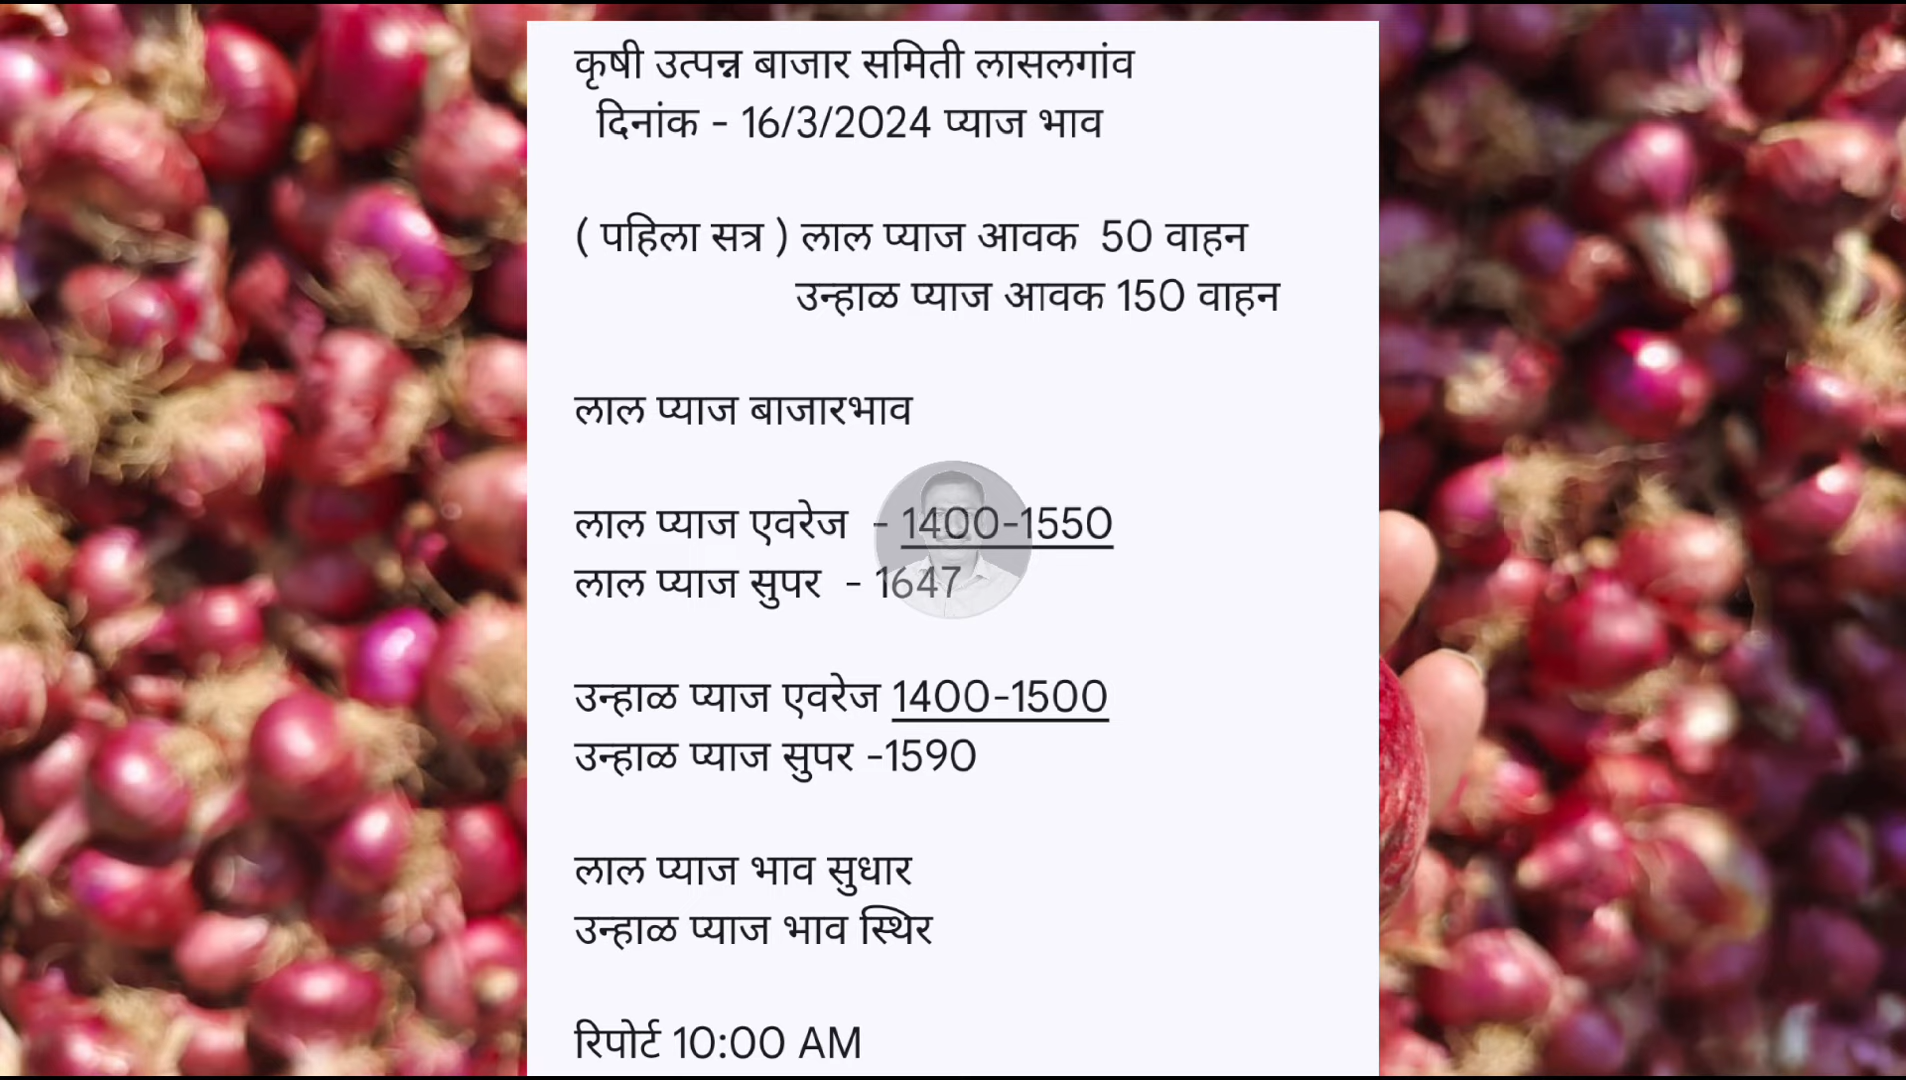 कृषी उत्पन्न बाजार समिती लासलगांव
दिनांक - 16/3/2024 प्याज भाव
( पहिला सत्र ) लाल प्याज आवक 50 वाहन
उन्हाळ प्याज आवक 150 वाहन
लाल प्याज बाजारभाव
लाल प्याज एवरेज - 1400-1550
लाल प्याज सुपर - 1647
उन्हाळ प्याज एवरेज 1400-1500
उन्हाळ प्याज सुपर -1590
लाल प्याज भाव सुधार
उन्हाळ प्याज भाव स्थिर
रिपोर्ट 10:00 AM